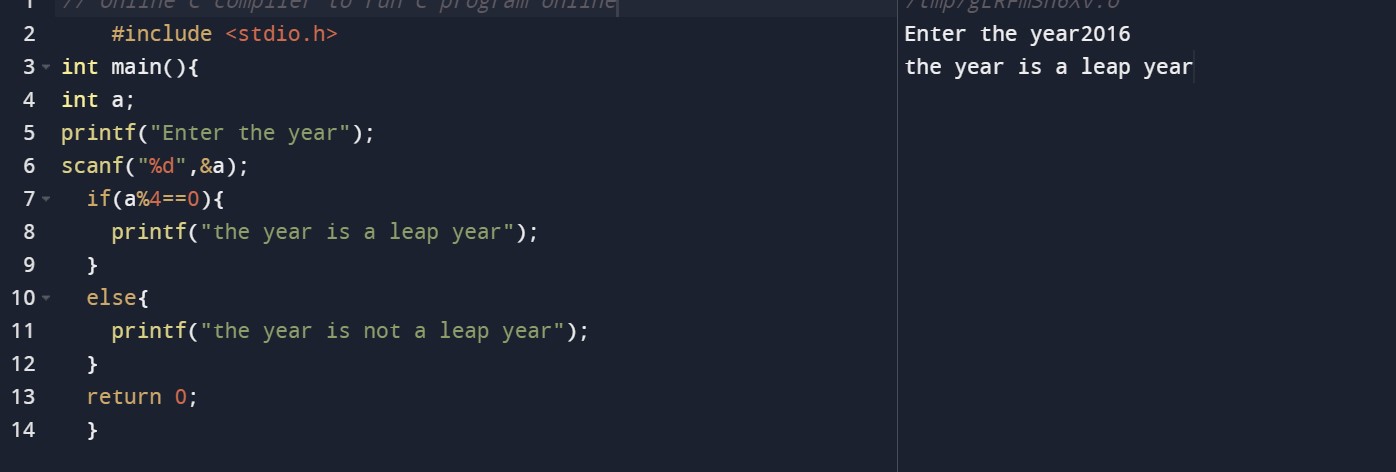 1 // Online C compiler to run C program online
2 #include <stdio.h>
3 int main(){
4 int a;
5 printf("Enter the year");
6 scanf("%d",&a);
7 if(a%4==0){
8 printf("the year is a leap year");
9 }
10 else{
11 printf("the year is not a leap year");
12 }
13 return 0;
14 }
Enter the year2016
the year is a leap year